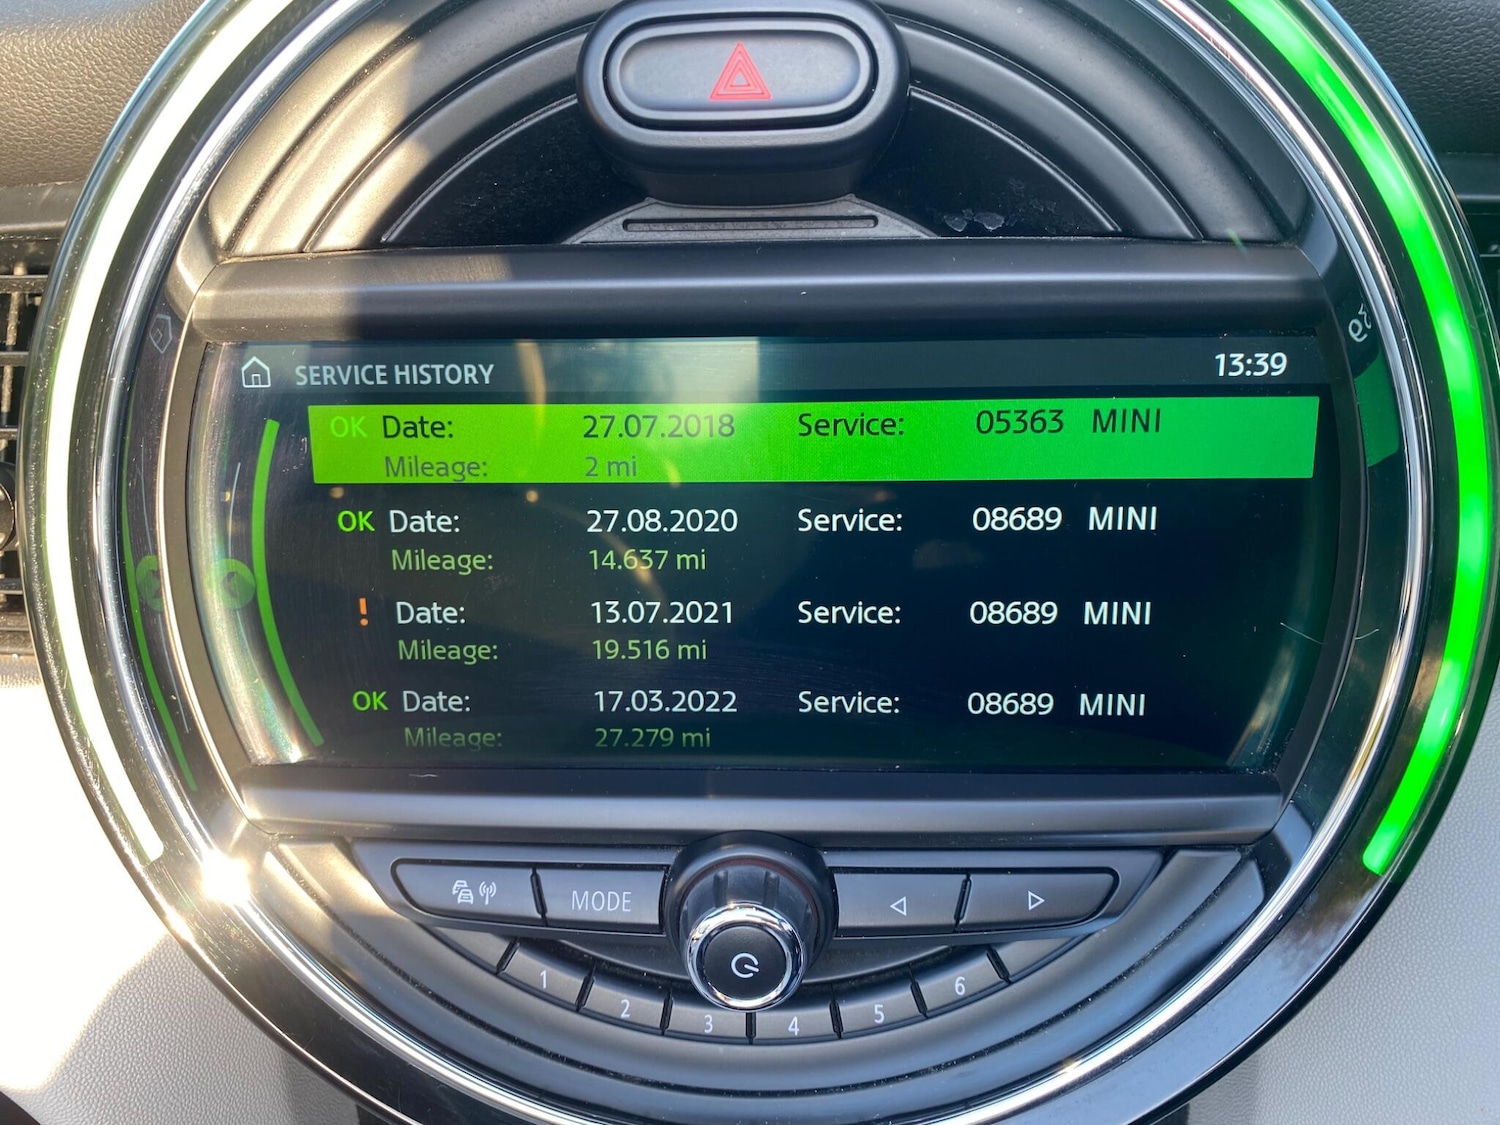 SERVICE HISTORY 13:39
OK Date: 27.07.2018 Service: 05363 MINI
Mileage: 2 mi
OK Date: 27.08.2020 Service: 08689 MINI
Mileage: 14.637 mi
! Date: 13.07.2021 Service: 08689 MINI
Mileage: 19.516 mi
OK Date: 17.03.2022 Service: 08689 MINI
Mileage: 27.279 mi
MODE
1 2 3 4 5 6